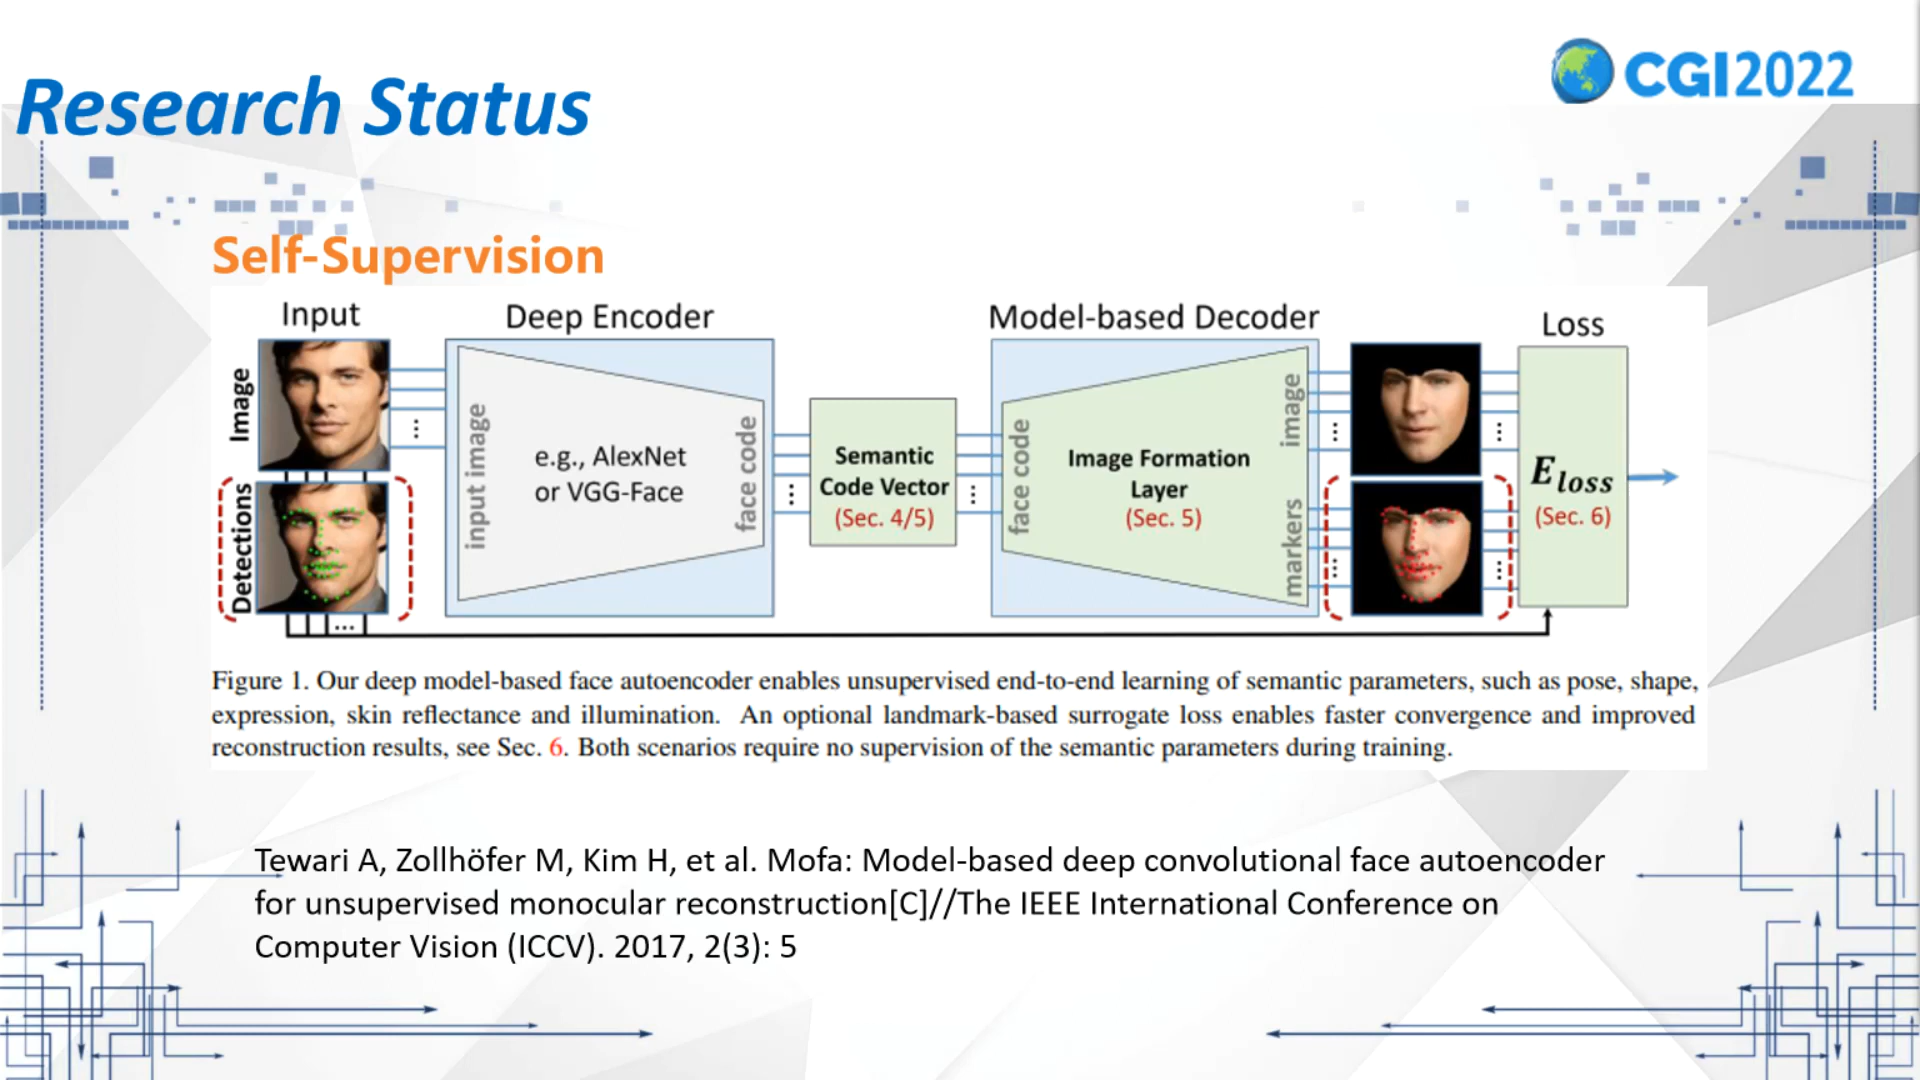 Research Status
CGI2022
Self-Supervision
Input
Deep Encoder
Model-based Decoder
Loss
Image
Detections
...
...
input image
e.g., AlexNet
or VGG-Face
face code
...
Semantic
Code Vector
(Sec. 4/5)
...
face code
Image Formation
Layer
(Sec. 5)
image
markers
...
...
...
...
E loss
(Sec. 6)
Figure 1. Our deep model-based face autoencoder enables unsupervised end-to-end learning of semantic parameters, such as pose, shape,
expression, skin reflectance and illumination. An optional landmark-based surrogate loss enables faster convergence and improved
reconstruction results, see Sec. 6. Both scenarios require no supervision of the semantic parameters during training.
Tewari A, Zollhöfer M, Kim H, et al. Mofa: Model-based deep convolutional face autoencoder
for unsupervised monocular reconstruction[C]//The IEEE International Conference on
Computer Vision (ICCV). 2017, 2(3): 5